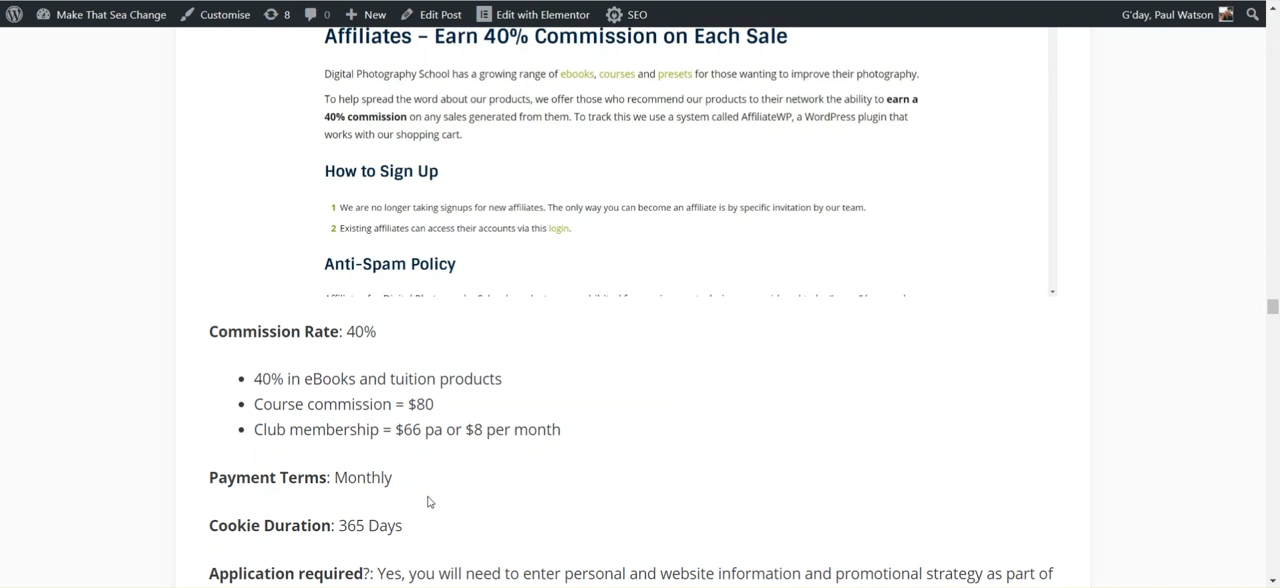 Make That Sea Change Customise 8 0 New Edit Post Edit with Elementor SEO G'day, Paul Watson
Affiliates – Earn 40% Commission on Each Sale
Digital Photography School has a growing range of ebooks, courses and presets for those wanting to improve their photography.
To help spread the word about our products, we offer those who recommend our products to their network the ability to earn a
40% commission on any sales generated from them. To track this we use a system called AffiliateWP, a WordPress plugin that
works with our shopping cart.
How to Sign Up
1 We are no longer taking signups for new affiliates. The only way you can become an affiliate is by specific invitation by our team.
2 Existing affiliates can access their accounts via this login.
Anti-Spam Policy
Commission Rate: 40%
• 40% in eBooks and tuition products
• Course commission = $80
• Club membership = $66 pa or $8 per month
Payment Terms: Monthly
Cookie Duration: 365 Days
Application required?: Yes, you will need to enter personal and website information and promotional strategy as part of